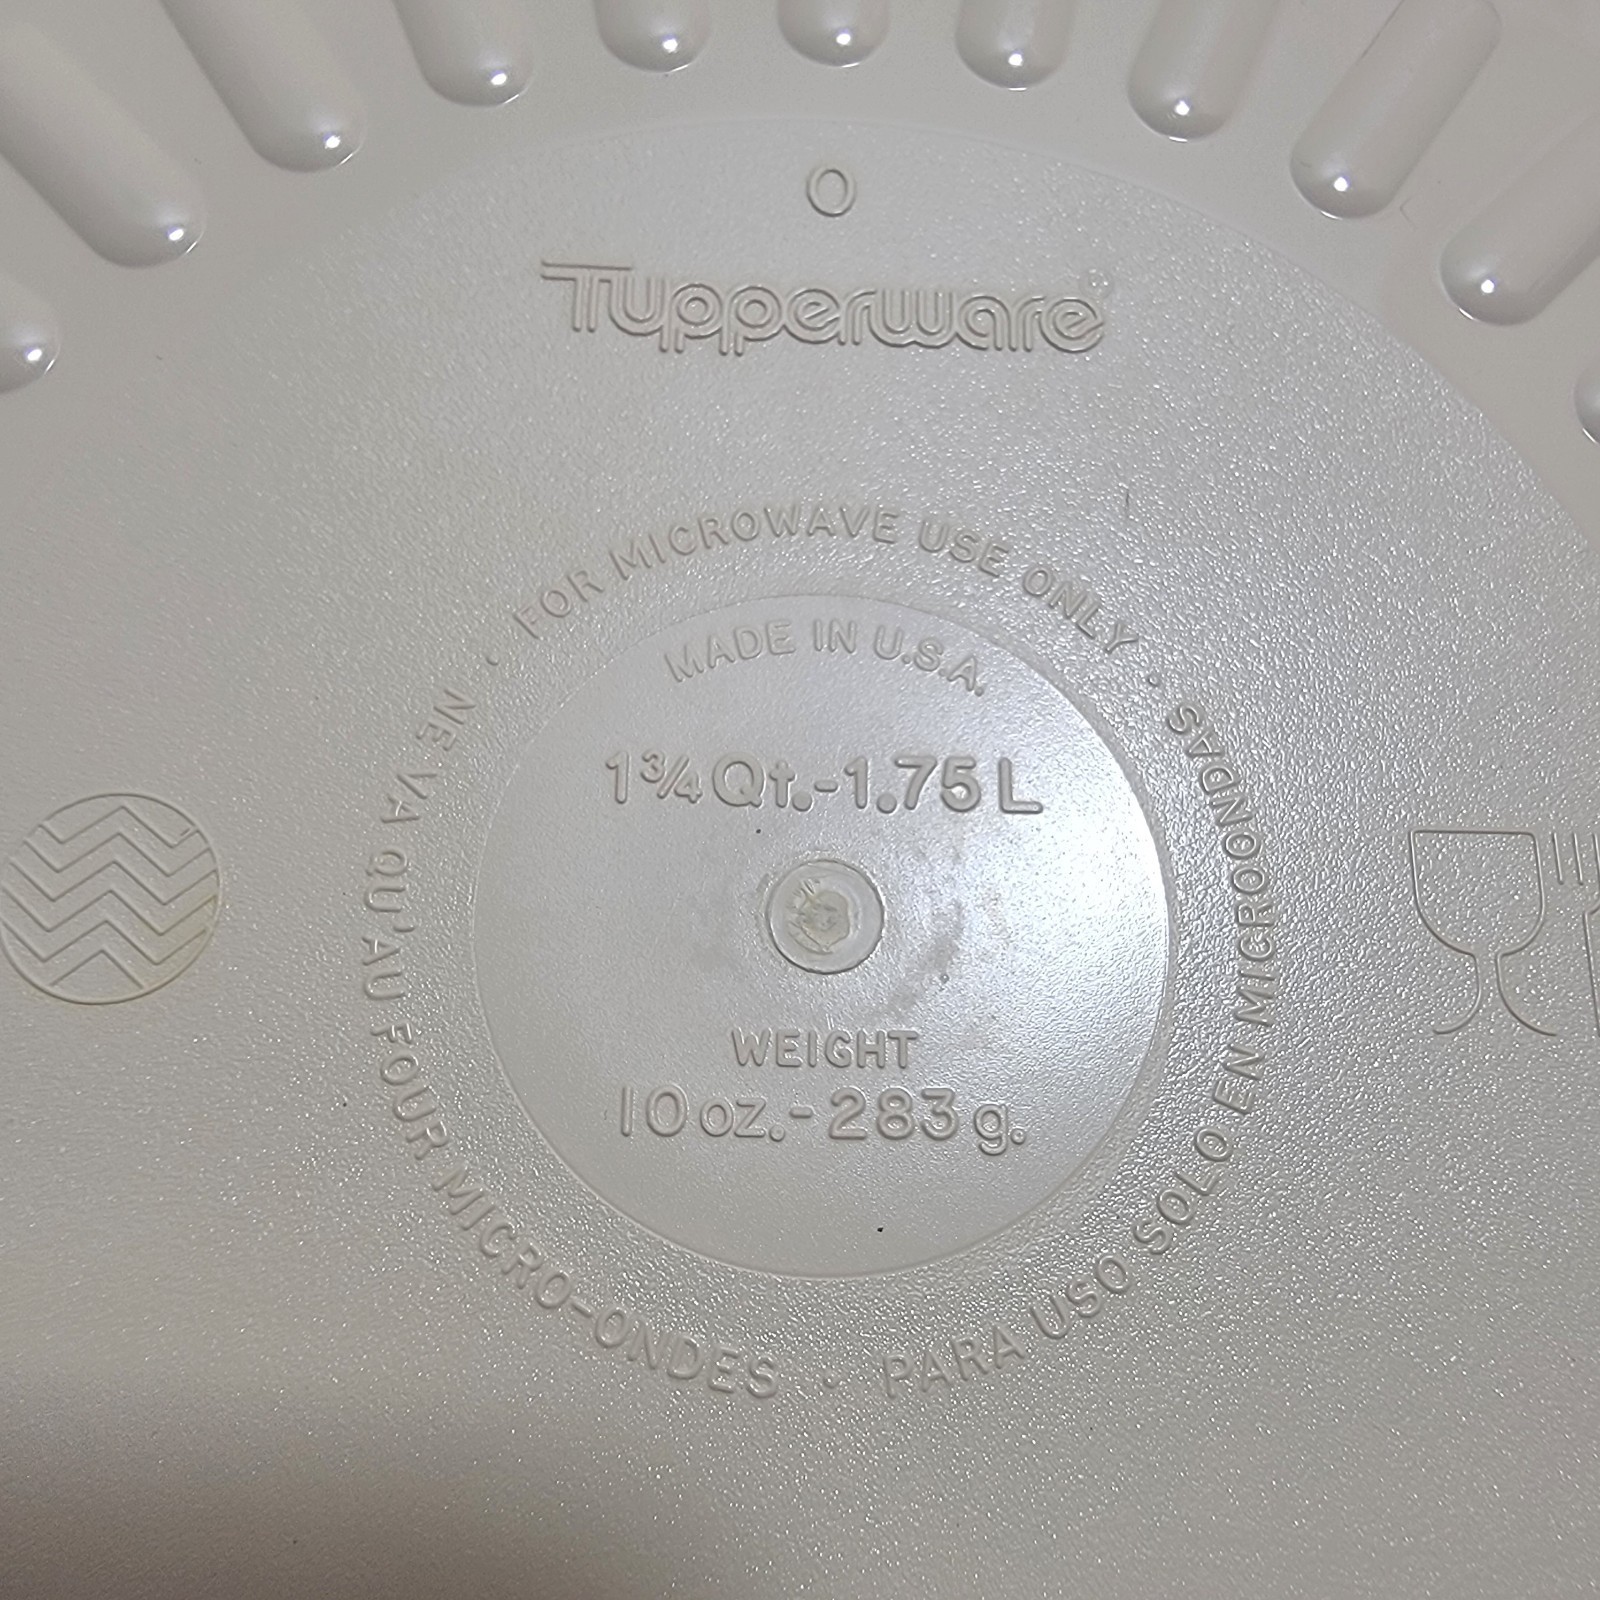 O
Tupperware®
· FOR MICROWAVE USE ONLY ·
MADE IN U.S.A.
1¾ Qt.-1.75 L
WEIGHT
10 oz.-283 g.
NE VA QU'AU FOUR MICRO-ONDES ·
PARA USO SOLO EN MICROONDAS